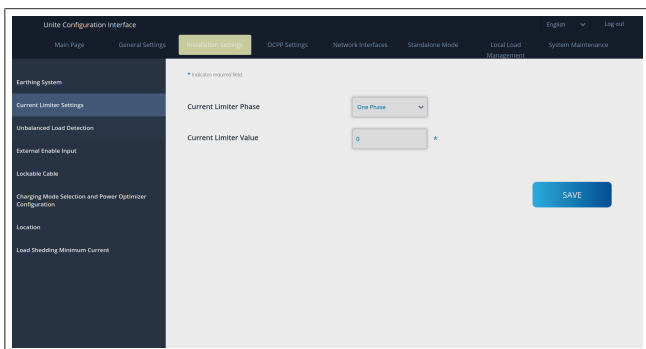 Unite Configuration Interface
English
Log out
Main Page
General Settings
Installation Settings
OCPP Settings
Network Interfaces
Standalone Mode
Local Load
Management
System Maintenance
Earthing System
Current Limiter Settings
Unbalanced Load Detection
External Enable Input
Lockable Cable
Charging Mode Selection and Power Optimizer
Configuration
Location
Load Shedding Minimum Current
* Indicates required field.
Current Limiter Phase
One Phase
Current Limiter Value
0
*
SAVE